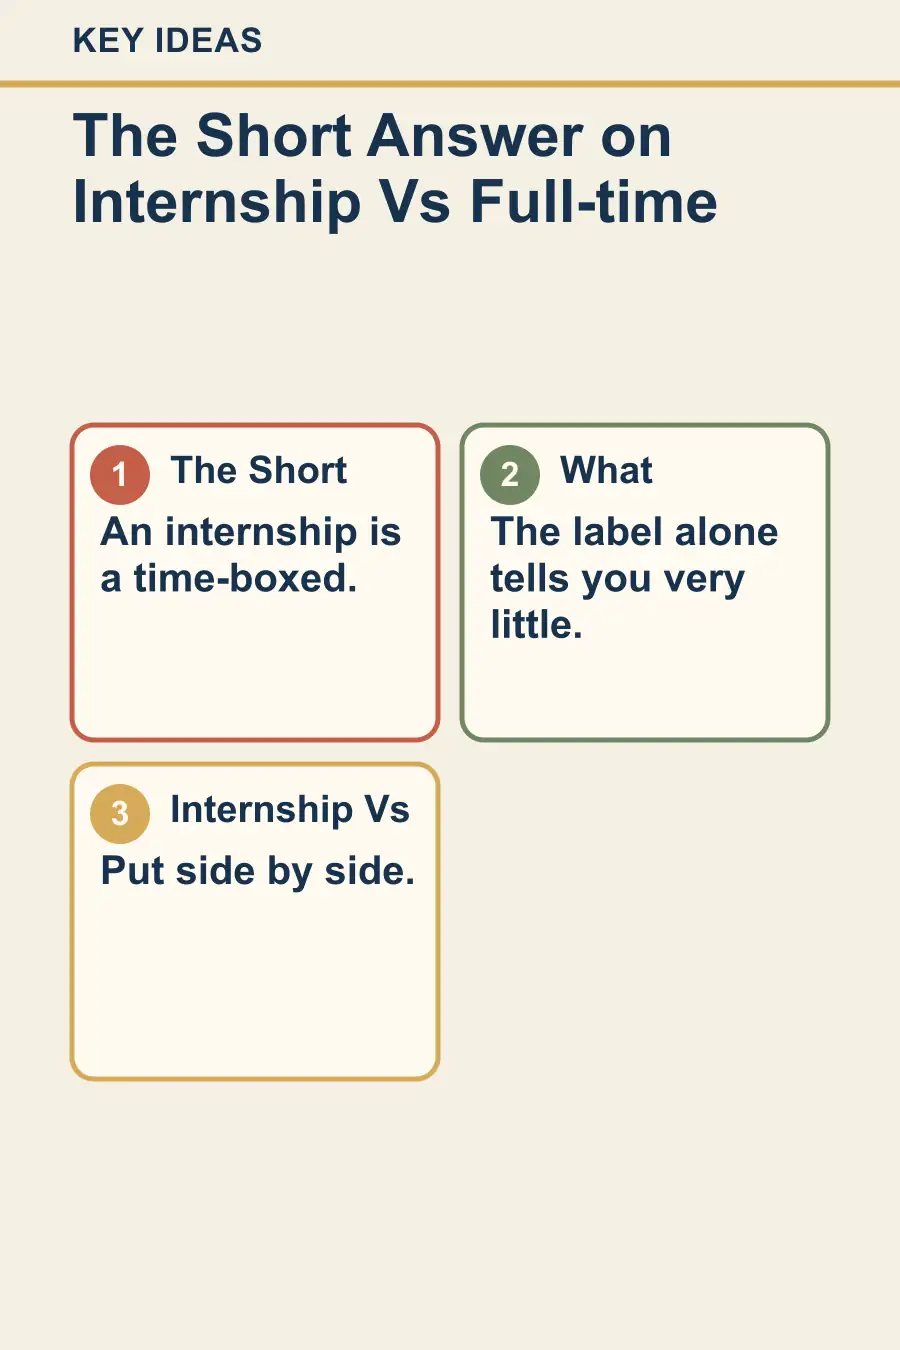 KEY IDEAS
The Short Answer on
Internship Vs Full-time
1 The Short
An internship is
a time-boxed.
2 What
The label alone
tells you very
little.
3 Internship Vs
Put side by side.